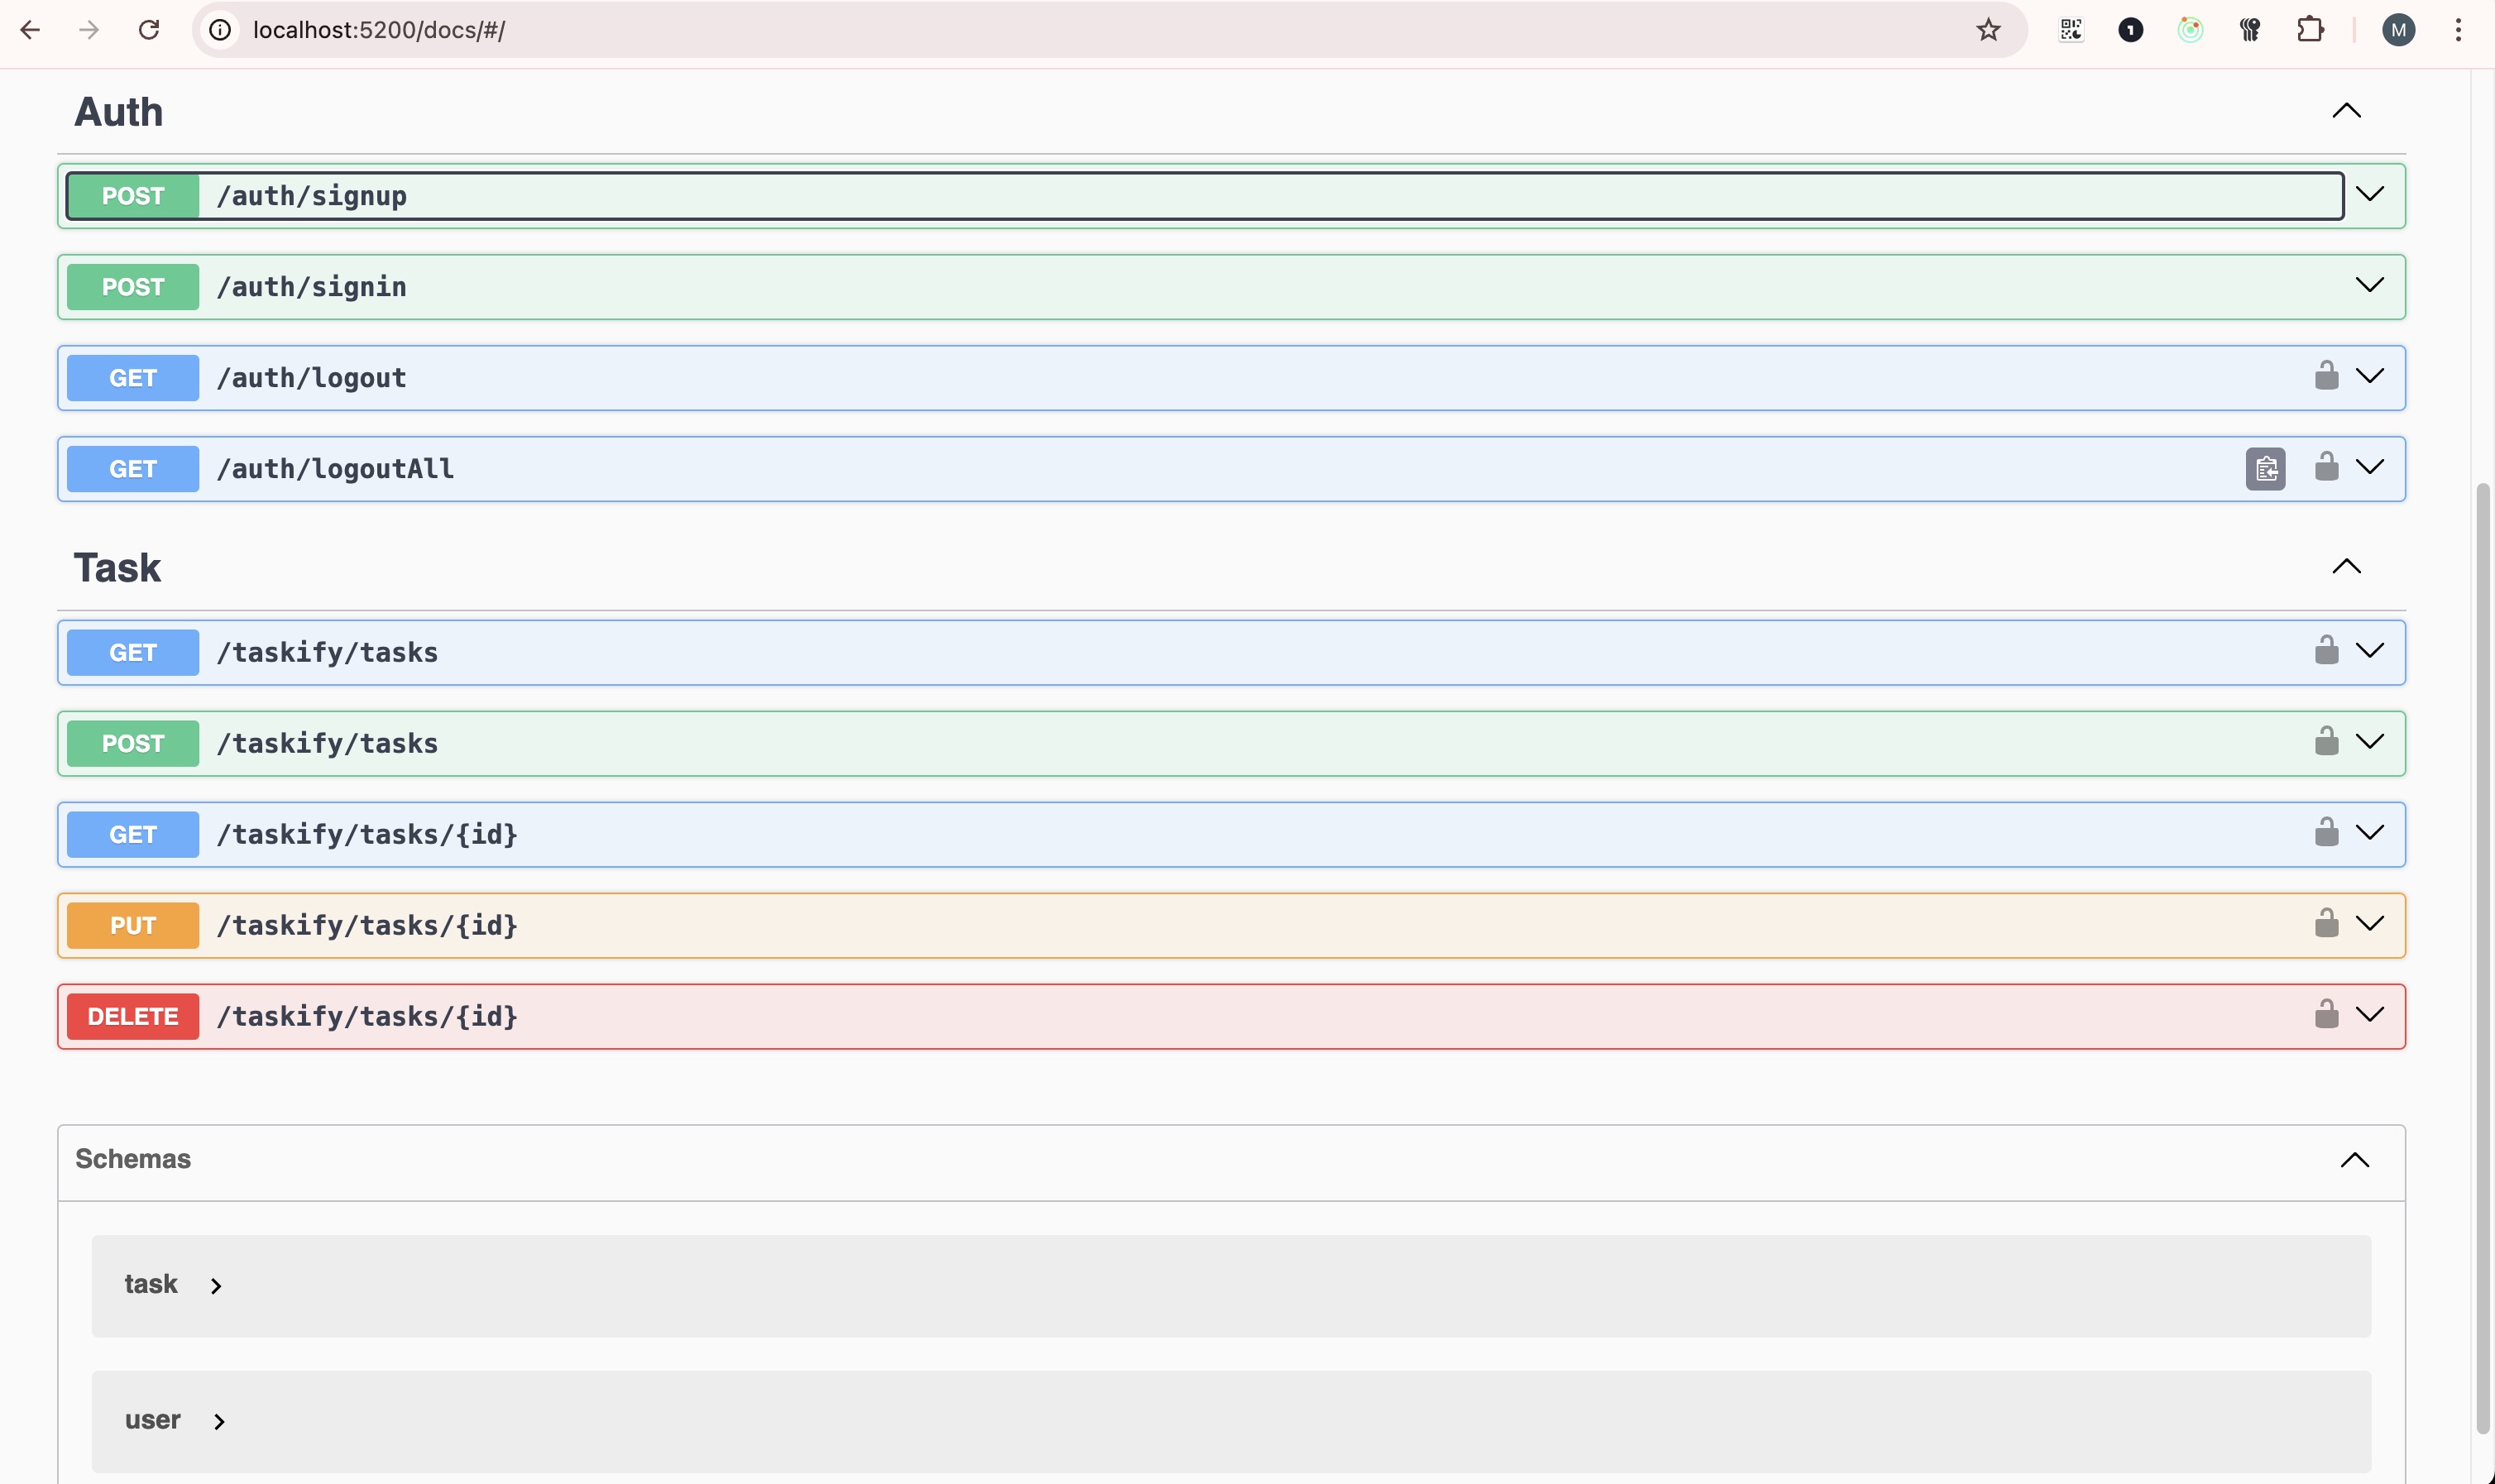 localhost:5200/docs/#/
1
M
Auth
POST /auth/signup
POST /auth/signin
GET /auth/logout
GET /auth/logoutAll
Task
GET /taskify/tasks
POST /taskify/tasks
GET /taskify/tasks/{id}
PUT /taskify/tasks/{id}
DELETE /taskify/tasks/{id}
Schemas
task
user